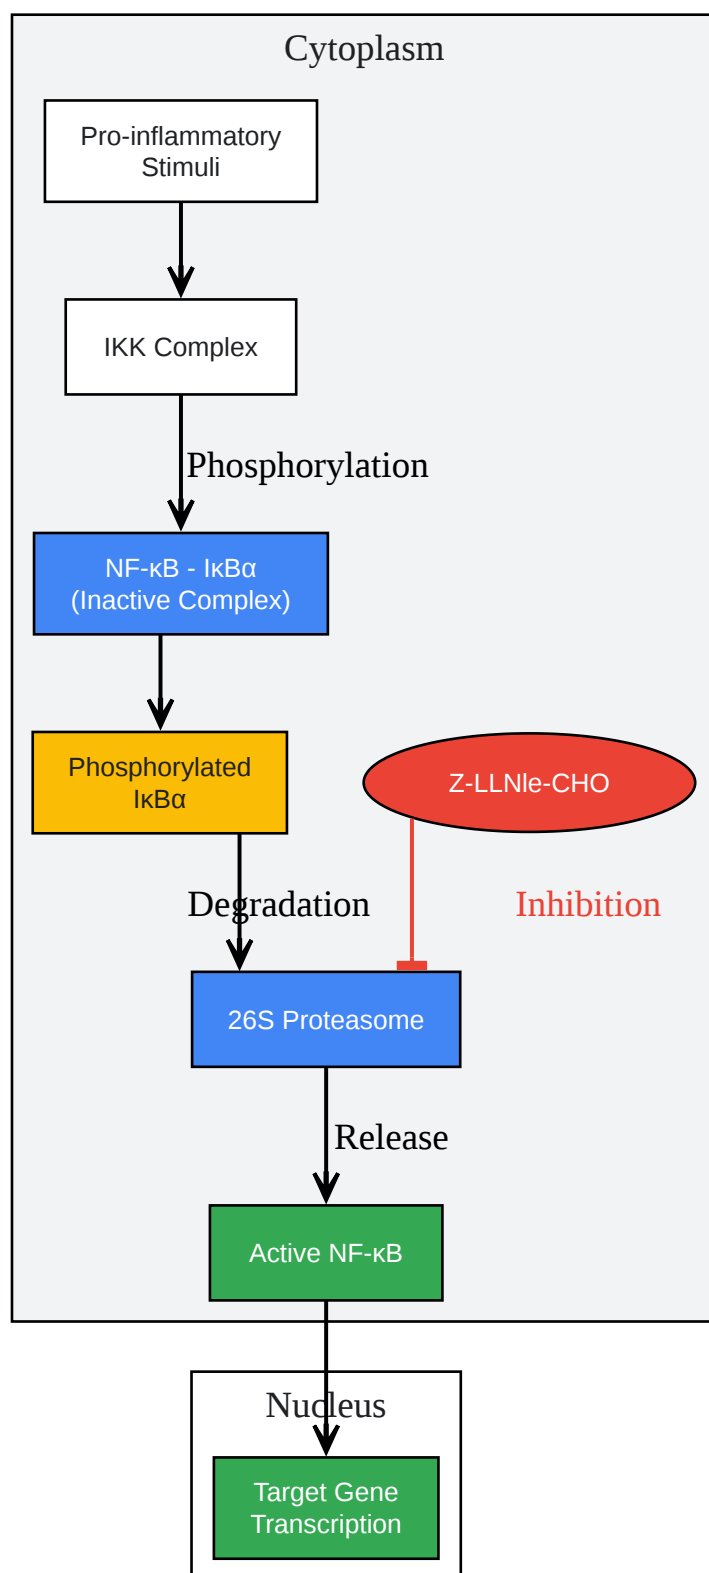 Cytoplasm
Pro-inflammatory
Stimuli
IKK Complex
Phosphorylation
NF-κB - IκBα
(Inactive Complex)
Phosphorylated
IκBα
Z-LLNle-CHO
Degradation
Inhibition
26S Proteasome
Release
Active NF-κB
Nucleus
Target Gene
Transcription